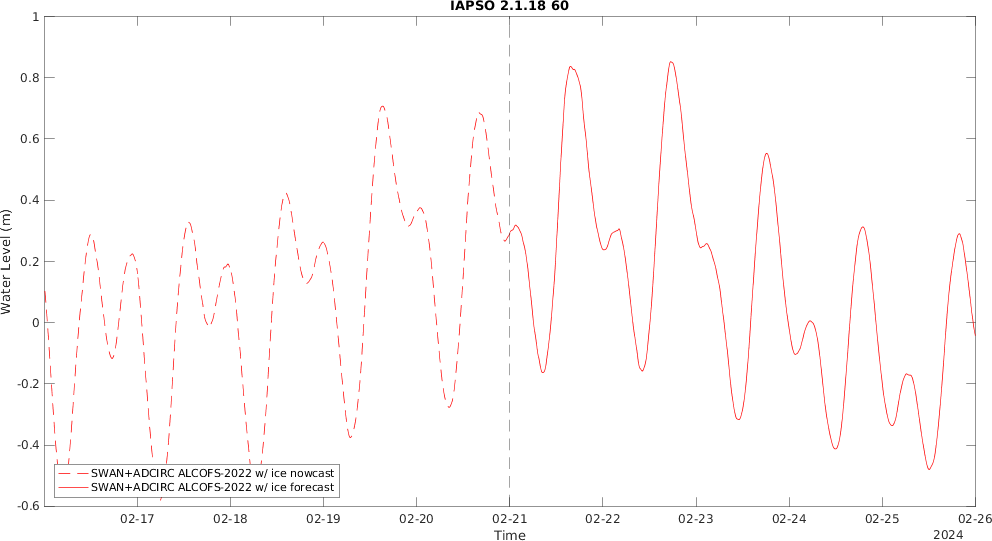 IAPSO 2.1.18 60
Water Level (m)
1
0.8
0.6
0.4
0.2
0
-0.2
-0.4
-0.6
SWAN+ADCIRC ALCOFS-2022 w/ ice nowcast
SWAN+ADCIRC ALCOFS-2022 w/ ice forecast
02-17 02-18 02-19 02-20 02-21 02-22 02-23 02-24 02-25 02-26
Time
2024